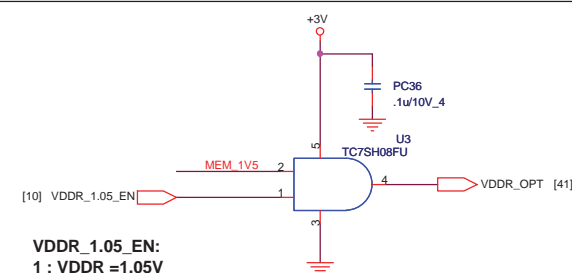 +3V
PC36
.1u/10V_4
5
U3
TC7SH08FU
MEM_1V5 2
4
VDDR_OPT [41]
[10] VDDR_1.05_EN 1
3
VDDR_1.05_EN:
1 : VDDR =1.05V